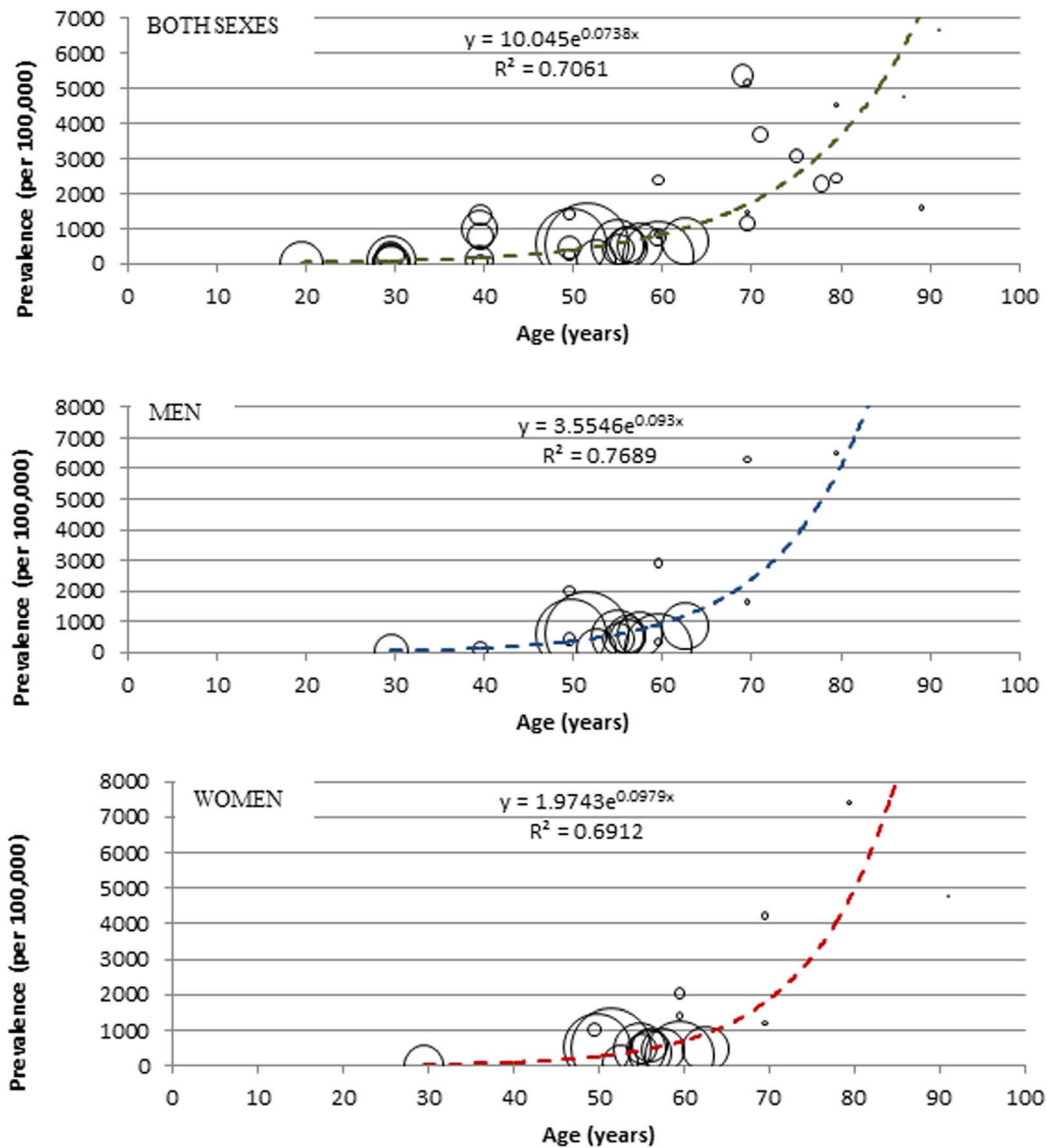 BOTH SEXES
y = 10.045e^0.0738x
R² = 0.7061
Prevalence (per 100,000)
7000
6000
5000
4000
3000
2000
1000
0
0 10 20 30 40 50 60 70 80 90 100
Age (years)
MEN
y = 3.5546e^0.093x
R² = 0.7689
Prevalence (per 100,000)
8000
7000
6000
5000
4000
3000
2000
1000
0
0 10 20 30 40 50 60 70 80 90 100
Age (years)
WOMEN
y = 1.9743e^0.0979x
R² = 0.6912
Prevalence (per 100,000)
8000
7000
6000
5000
4000
3000
2000
1000
0
0 10 20 30 40 50 60 70 80 90 100
Age (years)